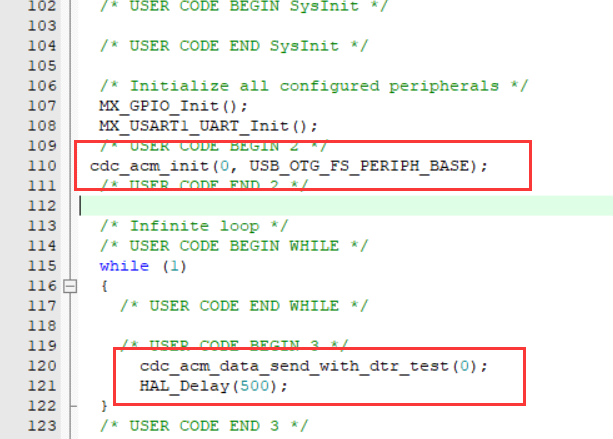 102 /* USER CODE BEGIN SysInit */
103
104 /* USER CODE END SysInit */
105
106 /* Initialize all configured peripherals */
107 MX_GPIO_Init();
108 MX_USART1_UART_Init();
109 /* USER CODE BEGIN 2 */
110 cdc_acm_init(0, USB_OTG_FS_PERIPH_BASE);
111 /* USER CODE END 2 */
112
113 /* Infinite loop */
114 /* USER CODE BEGIN WHILE */
115 while (1)
116 {
117 /* USER CODE END WHILE */
118
119 /* USER CODE BEGIN 3 */
120 cdc_acm_data_send_with_dtr_test(0);
121 HAL_Delay(500);
122 }
123 /* USER CODE END 3 */